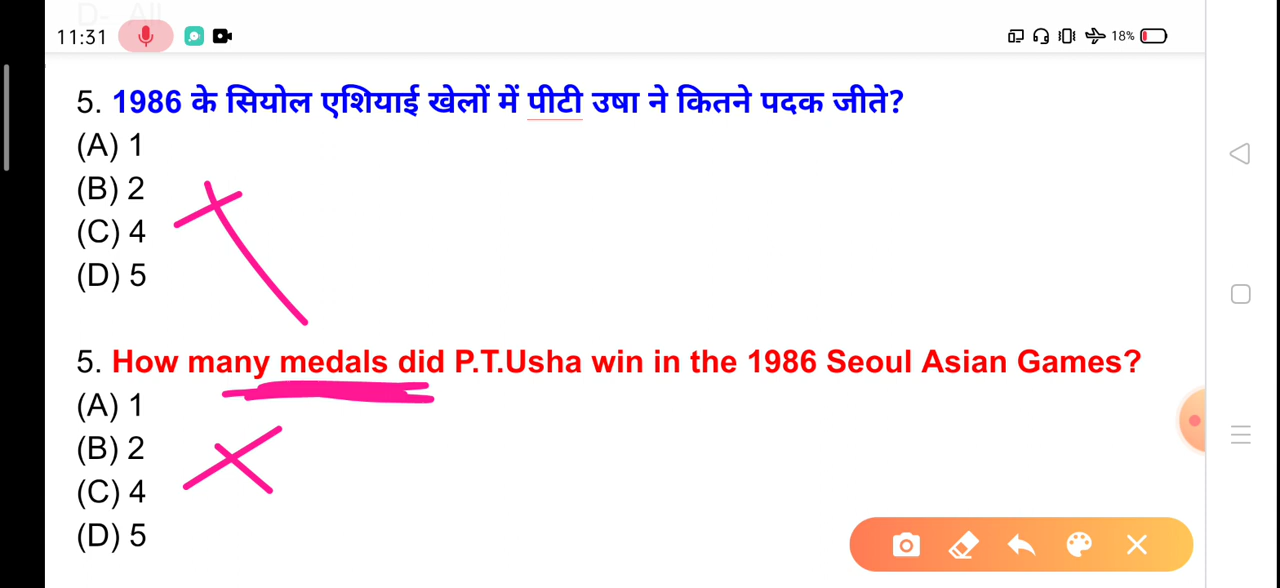 D- All
11:31
18%
5. 1986 के सियोल एशियाई खेलों में पीटी उषा ने कितने पदक जीते?
(A) 1
(B) 2
(C) 4
(D) 5
5. How many medals did P.T.Usha win in the 1986 Seoul Asian Games?
(A) 1
(B) 2
(C) 4
(D) 5